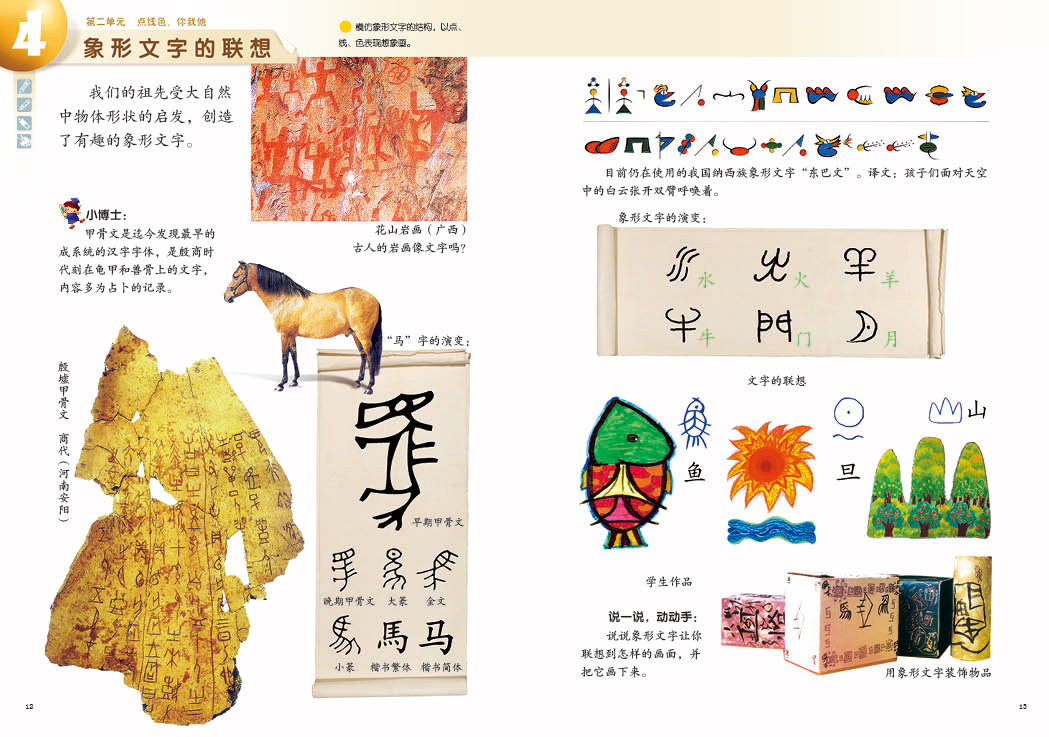 4
第二单元 点线色，你我他
象形文字的联想
模仿象形文字的结构，以点、
线、色表现想象画。
我们的祖先受大自然
中物体形状的启发，创造
了有趣的象形文字。
花山岩画（广西）
古人的岩画像文字吗？
小博士：
甲骨文是迄今发现最早的
成系统的汉字字体，是殷商时
代刻在龟甲和兽骨上的文字，
内容多为占卜的记录。
殷墟甲骨文 商代（河南安阳）
“马”字的演变：
早期甲骨文
晚期甲骨文 大篆 金文
馬 马
小篆 楷书繁体 楷书简体
12
目前仍在使用的我国纳西族象形文字“东巴文”。译文：孩子们面对天空
中的白云张开双臂呼唤着。
象形文字的演变：
水 火 羊
牛 门 月
文字的联想
鱼 旦 山
学生作品
说一说，动动手：
说说象形文字让你
联想到怎样的画面，并
把它画下来。
用象形文字装饰物品
13